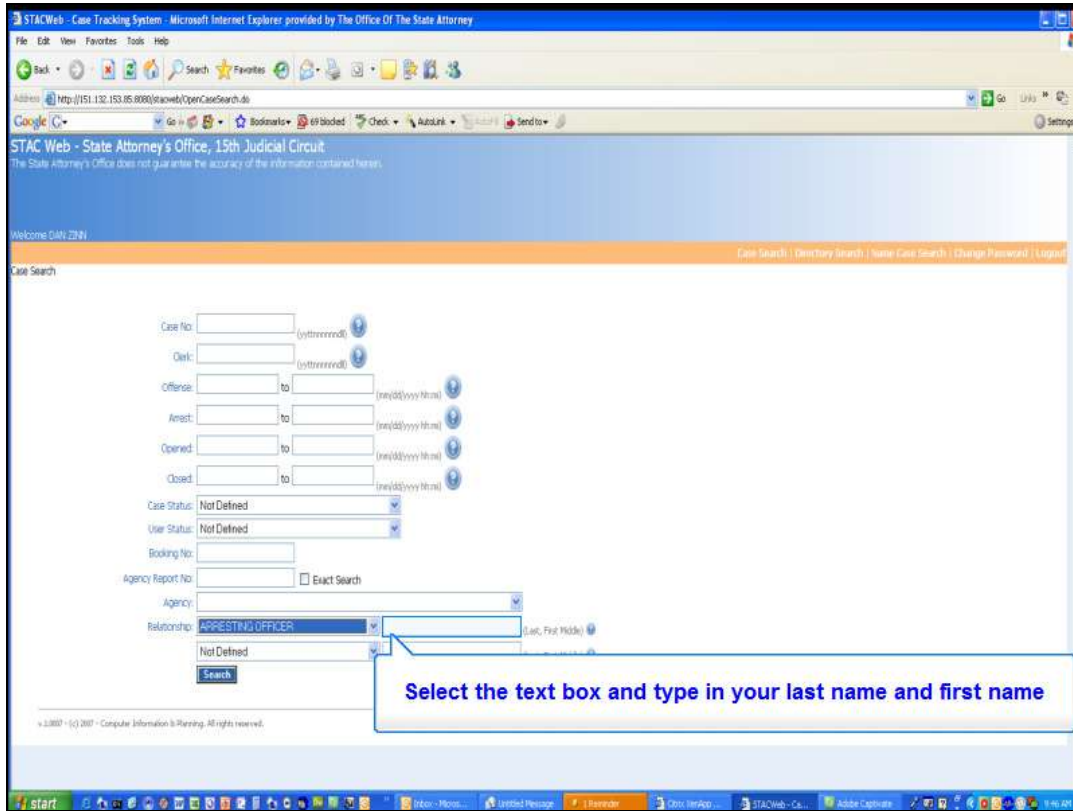 STACWeb - Case Tracking System - Microsoft Internet Explorer provided by The Office Of The State Attorney
File Edit View Favorites Tools Help
Back Search Favorites
Address http://151.132.153.85:8080/stacweb/OpenCaseSearch.do Go Links
Google Go Bookmarks 69 blocked Check AutoLink AutoFill Send to Settings
STAC Web - State Attorney's Office, 15th Judicial Circuit
The State Attorney's Office does not guarantee the accuracy of the information contained herein.
Welcome DAN ZINN
Case Search | Directory Search | Name Case Search | Change Password | Logout
Case Search
Case No:
Clerk:
Offense: to (mm/dd/yyyy hh:mi)
Arrest: to (mm/dd/yyyy hh:mi)
Opened: to (mm/dd/yyyy hh:mi)
Closed: to (mm/dd/yyyy hh:mi)
Case Status: Not Defined
User Status: Not Defined
Booking No:
Agency Report No: Exact Search
Agency:
Relationship: ARRESTING OFFICER (Last, First Middle)
Not Defined
Search
Select the text box and type in your last name and first name
(c) 2007 - Computer Information & Planning. All rights reserved.
start Inbox - Micros... Untitled Message 1 Reminder Citrix XenApp ... STACWeb - Ca... Adobe Captivate 9:46 AM